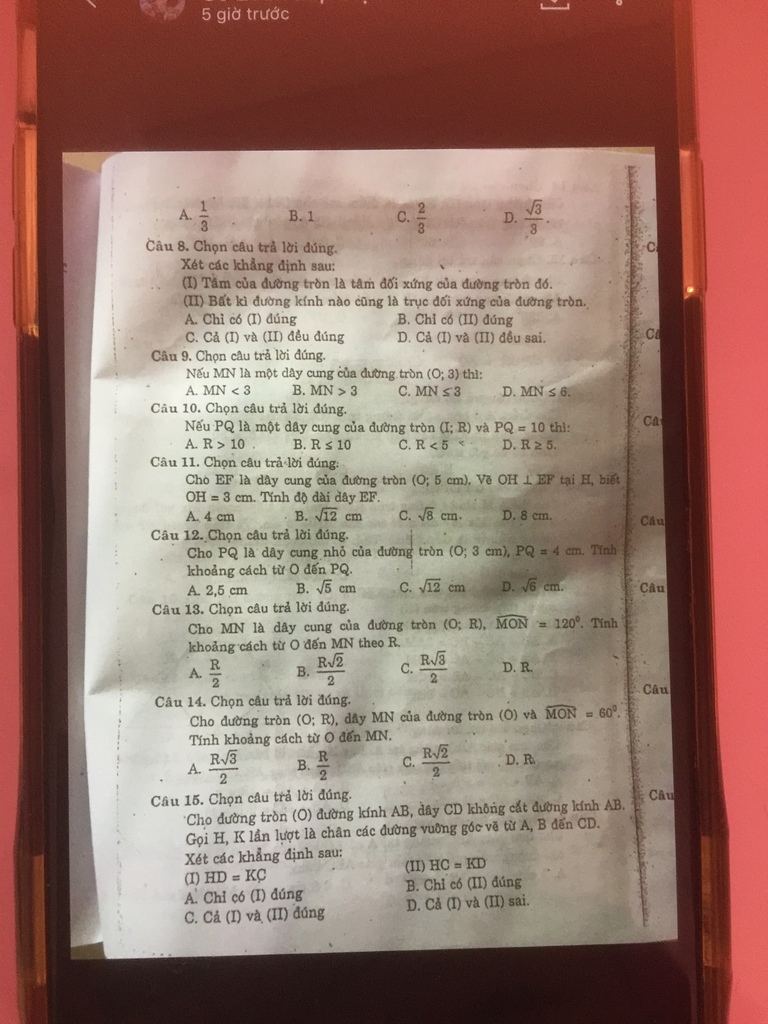 5 giờ trước
A. 1/3 B. 1 C. 2/3 D. √3/3.
Câu 8. Chọn câu trả lời đúng.
Xét các khẳng định sau:
(I) Tâm của đường tròn là tâm đối xứng của đường tròn đó.
(II) Bất kì đường kính nào cũng là trục đối xứng của đường tròn.
A. Chỉ có (I) đúng B. Chỉ có (II) đúng
C. Cả (I) và (II) đều đúng D. Cả (I) và (II) đều sai.
Câu 9. Chọn câu trả lời đúng.
Nếu MN là một dây cung của đường tròn (O; 3) thì:
A. MN < 3 B. MN > 3 C. MN ≤ 3 D. MN ≤ 6.
Câu 10. Chọn câu trả lời đúng.
Nếu PQ là một dây cung của đường tròn (I; R) và PQ = 10 thì:
A. R > 10 B. R ≤ 10 C. R < 5 D. R ≥ 5.
Câu 11. Chọn câu trả lời đúng:
Cho EF là dây cung của đường tròn (O; 5 cm). Vẽ OH ⊥ EF tại H, biết
OH = 3 cm. Tính độ dài dây EF.
A. 4 cm B. √12 cm C. √8 cm. D. 8 cm.
Câu 12. Chọn câu trả lời đúng.
Cho PQ là dây cung nhỏ của đường tròn (O; 3 cm), PQ = 4 cm. Tính
khoảng cách từ O đến PQ.
A. 2,5 cm B. √5 cm C. √12 cm D. √6 cm.
Câu 13. Chọn câu trả lời đúng.
Cho MN là dây cung của đường tròn (O; R), MON = 120⁰. Tính
khoảng cách từ O đến MN theo R.
A. R/2 B. R√2/2 C. R√3/2 D. R.
Câu 14. Chọn câu trả lời đúng.
Cho đường tròn (O; R), dây MN của đường tròn (O) và MON = 60⁰.
Tính khoảng cách từ O đến MN.
A. R√3/2 B. R/2 C. R√2/2 D. R.
Câu 15. Chọn câu trả lời đúng.
Cho đường tròn (O) đường kính AB, dây CD không cắt đường kính AB.
Gọi H, K lần lượt là chân các đường vuông góc vẽ từ A, B đến CD.
Xét các khẳng định sau:
(I) HD = KC (II) HC = KD
A. Chỉ có (I) đúng B. Chỉ có (II) đúng
C. Cả (I) và (II) đúng D. Cả (I) và (II) sai.
Câu
Câu
Câu
Câu